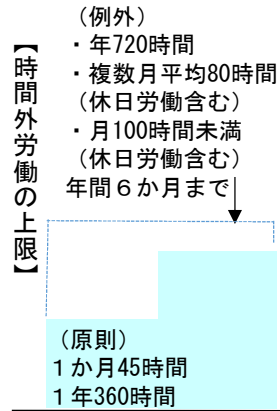 【時間外労働の上限】
（例外）
・年720時間
・複数月平均80時間
（休日労働含む）
・月100時間未満
（休日労働含む）
年間６か月まで
（原則）
１か月45時間
１年360時間